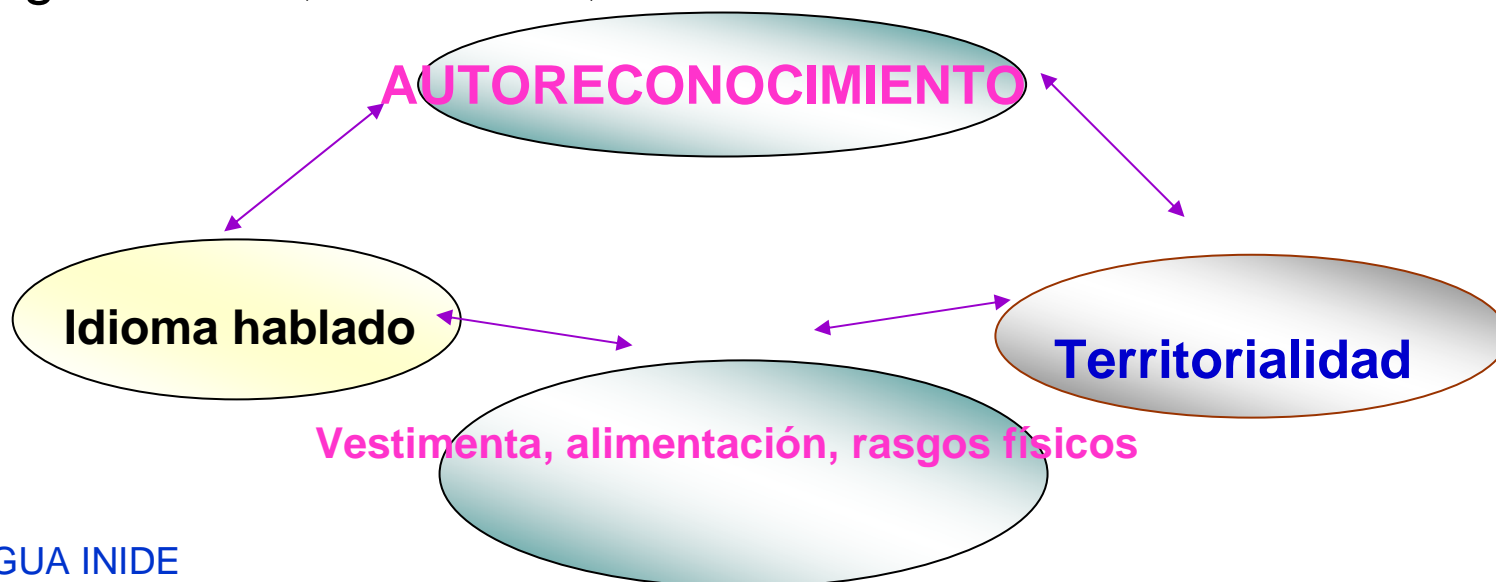 AUTORECONOCIMIENTO
Idioma hablado
Territorialidad
Vestimenta, alimentación, rasgos físicos
GUA INIDE